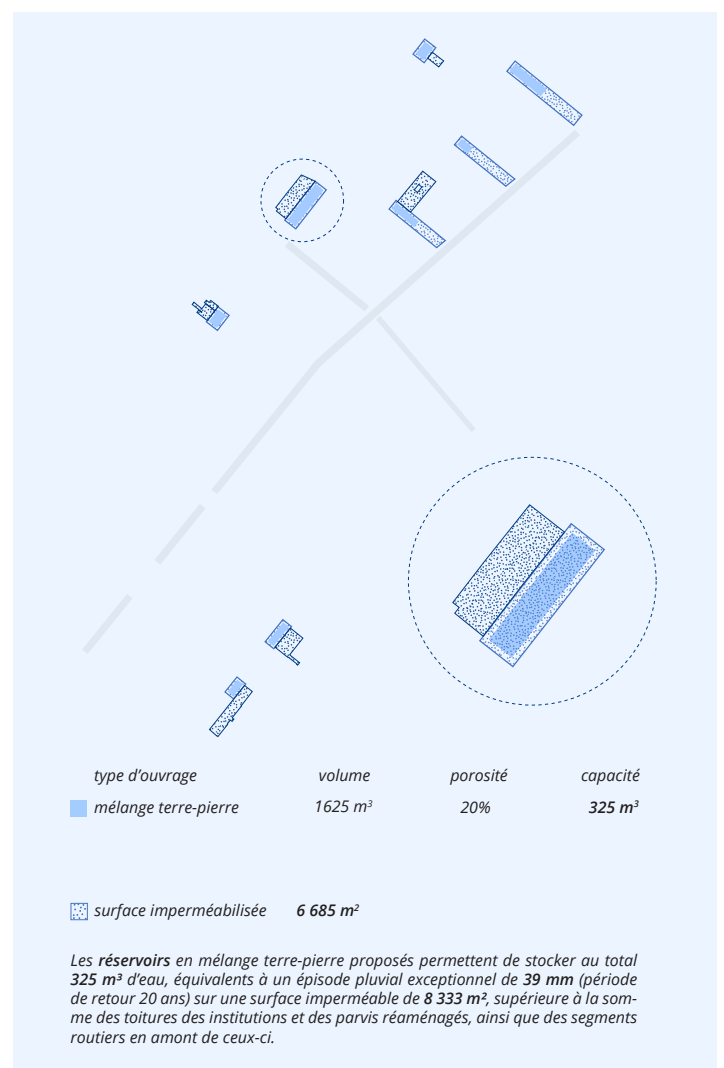 type d’ouvrage volume porosité capacité
mélange terre-pierre 1625 m³ 20% 325 m³
surface imperméabilisée 6 685 m²
Les réservoirs en mélange terre-pierre proposés permettent de stocker au total
325 m³ d’eau, équivalents à un épisode pluvial exceptionnel de 39 mm (période
de retour 20 ans) sur une surface imperméable de 8 333 m², supérieure à la som-
me des toitures des institutions et des parvis réaménagés, ainsi que des segments
routiers en amont de ceux-ci.